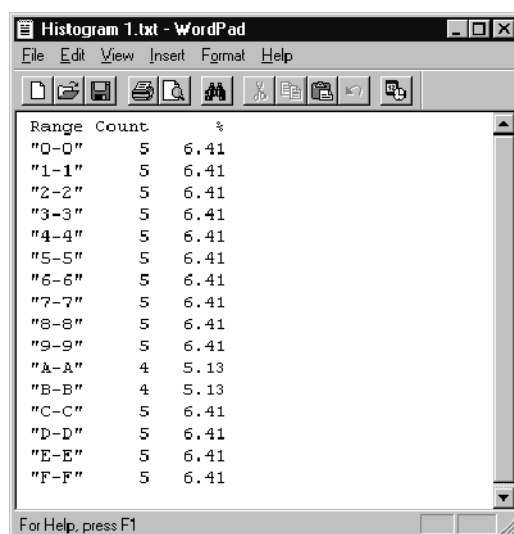 Histogram 1.txt - WordPad
File Edit View Insert Format Help
Range Count %
"0-0" 5 6.41
"1-1" 5 6.41
"2-2" 5 6.41
"3-3" 5 6.41
"4-4" 5 6.41
"5-5" 5 6.41
"6-6" 5 6.41
"7-7" 5 6.41
"8-8" 5 6.41
"9-9" 5 6.41
"A-A" 4 5.13
"B-B" 4 5.13
"C-C" 5 6.41
"D-D" 5 6.41
"E-E" 5 6.41
"F-F" 5 6.41
For Help, press F1